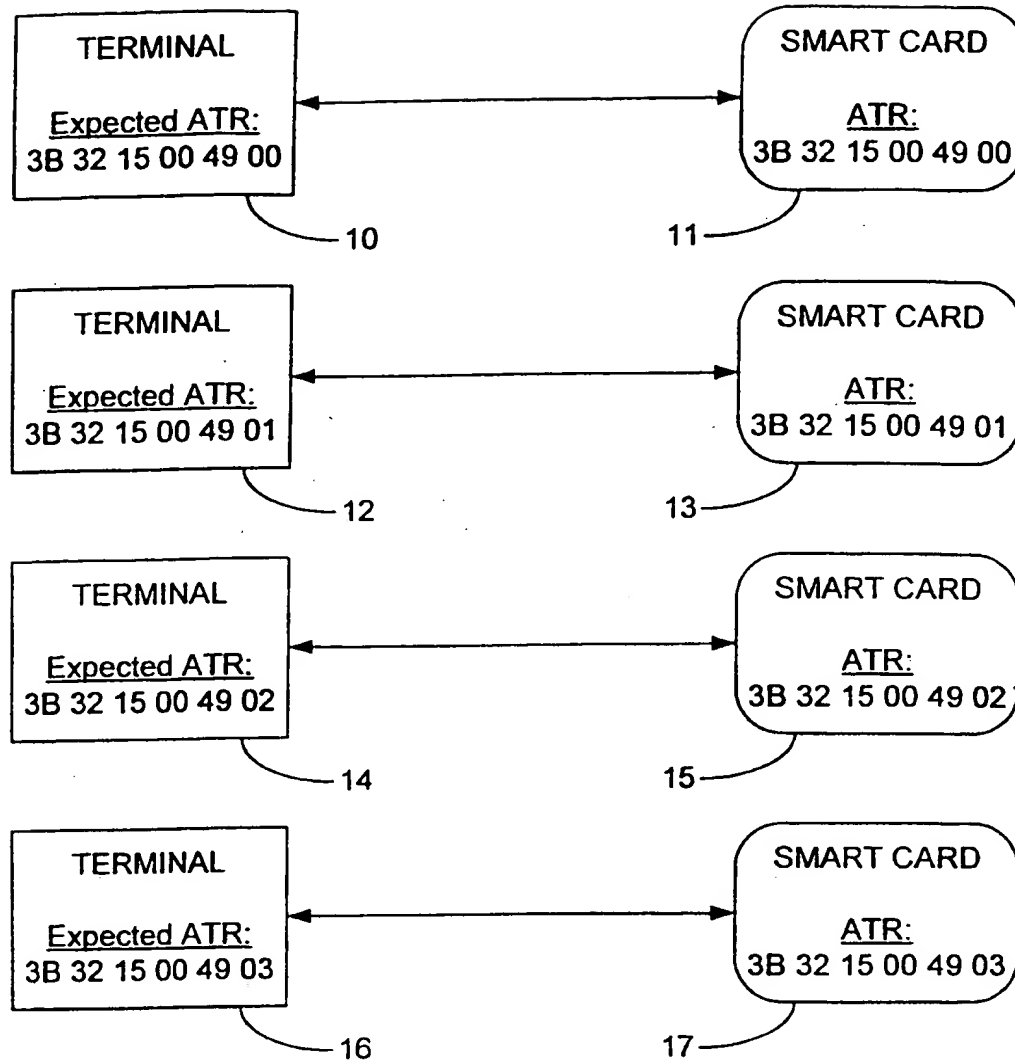 TERMINAL
Expected ATR:
3B 32 15 00 49 00
10
SMART CARD
ATR:
3B 32 15 00 49 00
11
TERMINAL
Expected ATR:
3B 32 15 00 49 01
12
SMART CARD
ATR:
3B 32 15 00 49 01
13
TERMINAL
Expected ATR:
3B 32 15 00 49 02
14
SMART CARD
ATR:
3B 32 15 00 49 02
15
TERMINAL
Expected ATR:
3B 32 15 00 49 03
16
SMART CARD
ATR:
3B 32 15 00 49 03
17